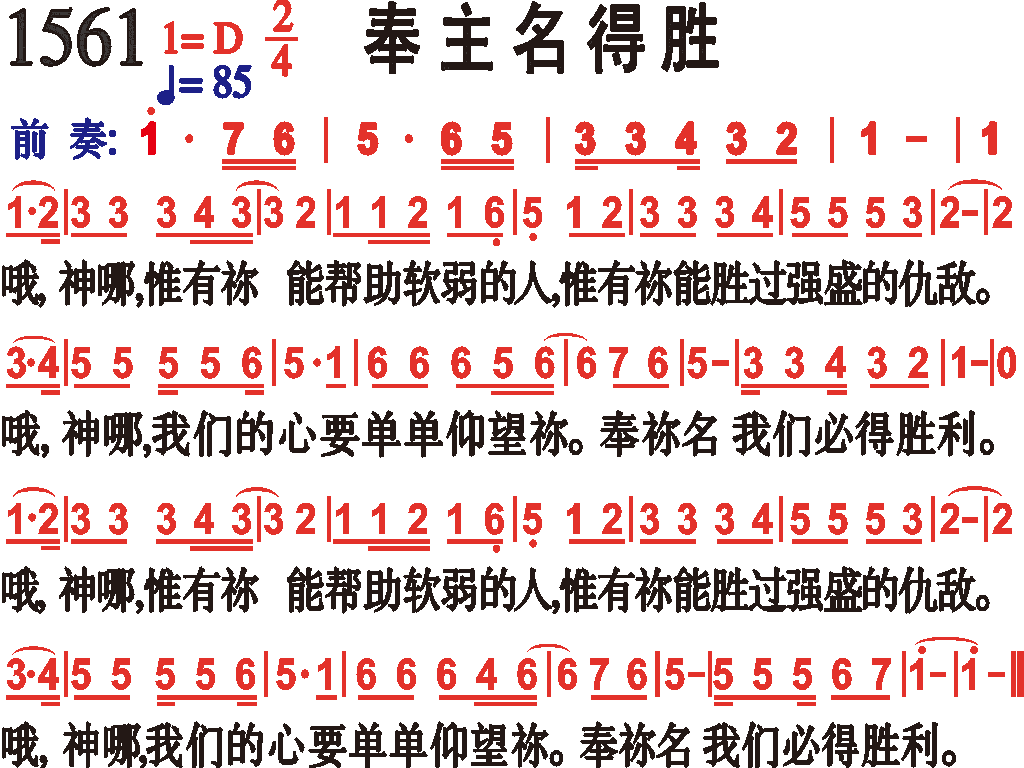 1561 1=D 2/4 奉主名得胜
♩=85
前 奏: 1̇ · 7 6 | 5 · 6 5 | 3 3 4 3 2 | 1 – | 1
1·2|3 3 3 4 3|3 2|1 1 2 1 6̣|5̣ 1 2|3 3 3 4|5 5 5 3|2–|2
哦, 神哪,惟有祢 能帮助软弱的人,惟有祢能胜过强盛的仇敌。
3·4|5 5 5 5 6|5·1|6 6 6 5 6|6 7 6|5–|3 3 4 3 2|1–|0
哦, 神哪,我们的心要单单仰望祢。奉祢名 我们必得胜利。
1·2|3 3 3 4 3|3 2|1 1 2 1 6̣|5̣ 1 2|3 3 3 4|5 5 5 3|2–|2
哦, 神哪,惟有祢 能帮助软弱的人,惟有祢能胜过强盛的仇敌。
3·4|5 5 5 5 6|5·1|6 6 6 4 6|6 7 6|5–|5 5 5 6 7|1̇–|1̇–‖
哦, 神哪,我们的心要单单仰望祢。奉祢名 我们必得胜利。